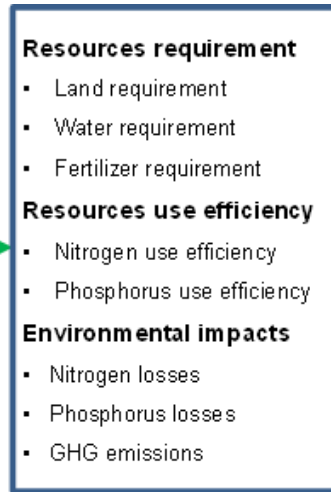 Resources requirement
▪ Land requirement
▪ Water requirement
▪ Fertilizer requirement
Resources use efficiency
▪ Nitrogen use efficiency
▪ Phosphorus use efficiency
Environmental impacts
▪ Nitrogen losses
▪ Phosphorus losses
▪ GHG emissions